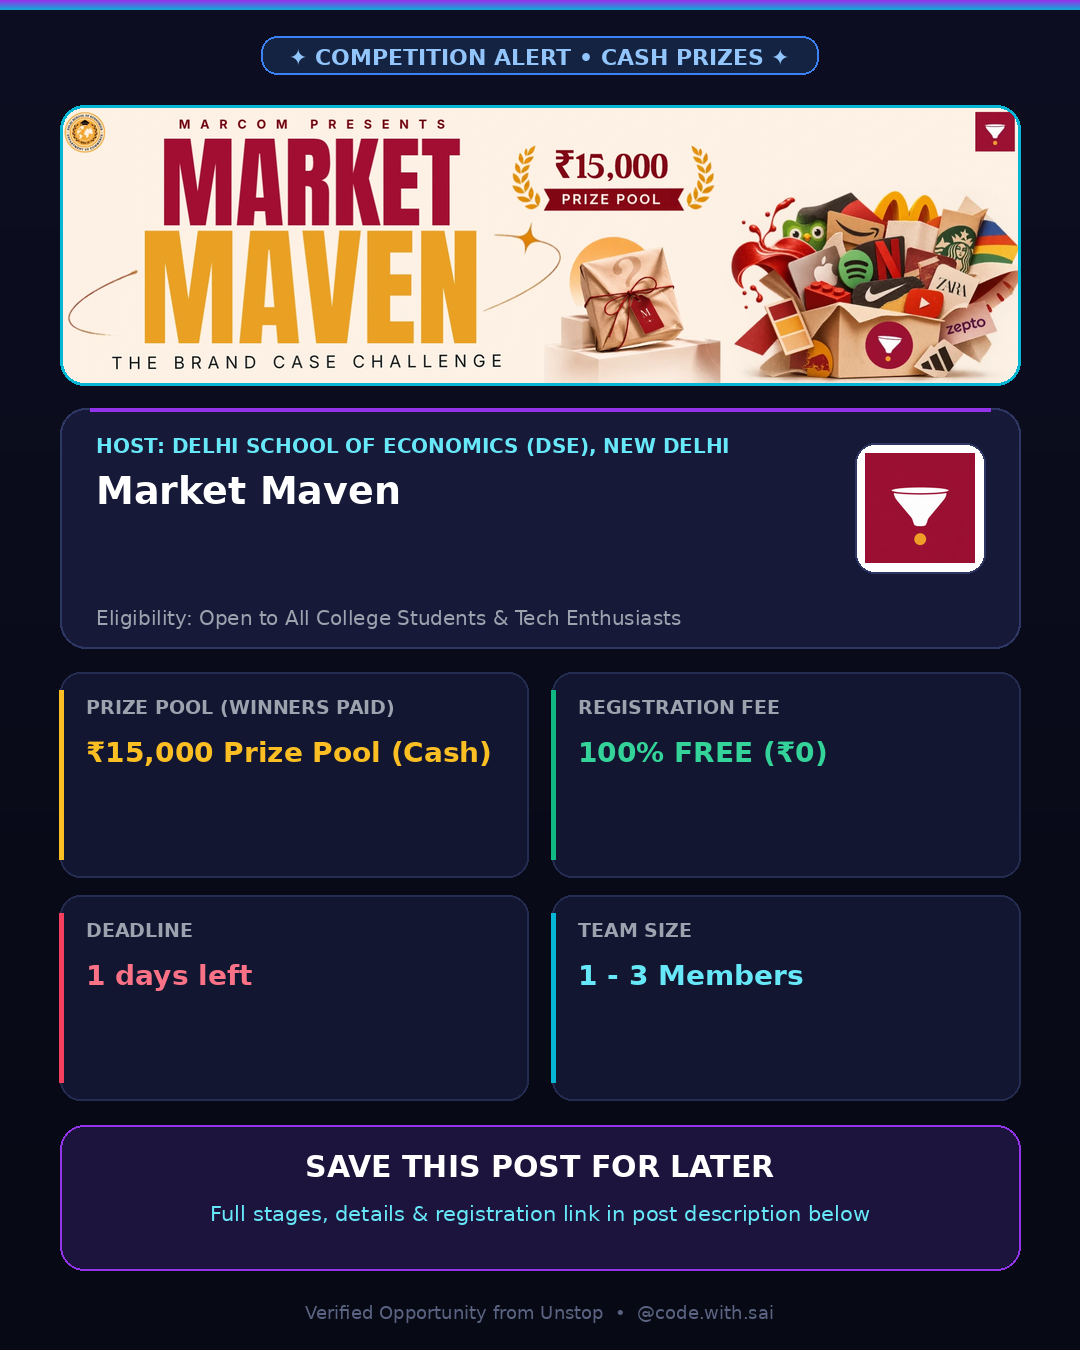 ✦ COMPETITION ALERT • CASH PRIZES ✦
MARCOM PRESENTS
MARKET
MAVEN
THE BRAND CASE CHALLENGE
₹15,000
PRIZE POOL
M
ZARA
zepto
HOST: DELHI SCHOOL OF ECONOMICS (DSE), NEW DELHI
Market Maven
Eligibility: Open to All College Students & Tech Enthusiasts
PRIZE POOL (WINNERS PAID)
₹15,000 Prize Pool (Cash)
REGISTRATION FEE
100% FREE (₹0)
DEADLINE
1 days left
TEAM SIZE
1 - 3 Members
SAVE THIS POST FOR LATER
Full stages, details & registration link in post description below
Verified Opportunity from Unstop • @code.with.sai